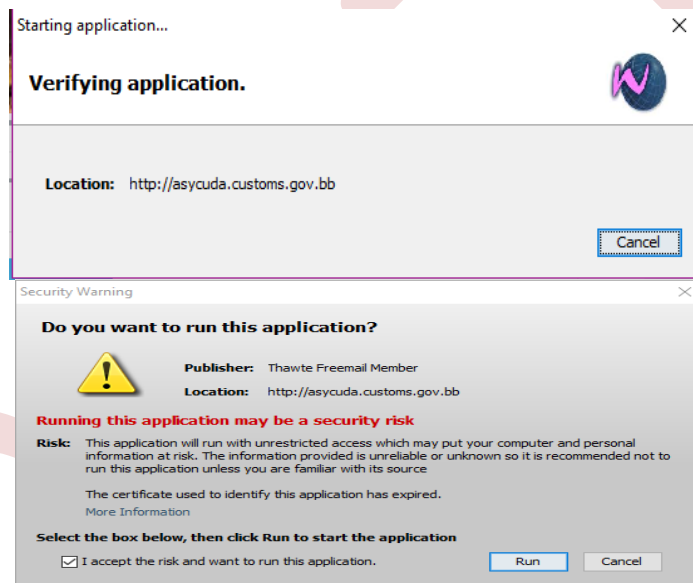 Starting application...
Verifying application.
Location: http://asycuda.customs.gov.bb
Cancel
Security Warning
Do you want to run this application?
Publisher: Thawte Freemail Member
Location: http://asycuda.customs.gov.bb
Running this application may be a security risk
Risk: This application will run with unrestricted access which may put your computer and personal
information at risk. The information provided is unreliable or unknown so it is recommended not to
run this application unless you are familiar with its source
The certificate used to identify this application has expired.
More Information
Select the box below, then click Run to start the application
I accept the risk and want to run this application.
Run Cancel